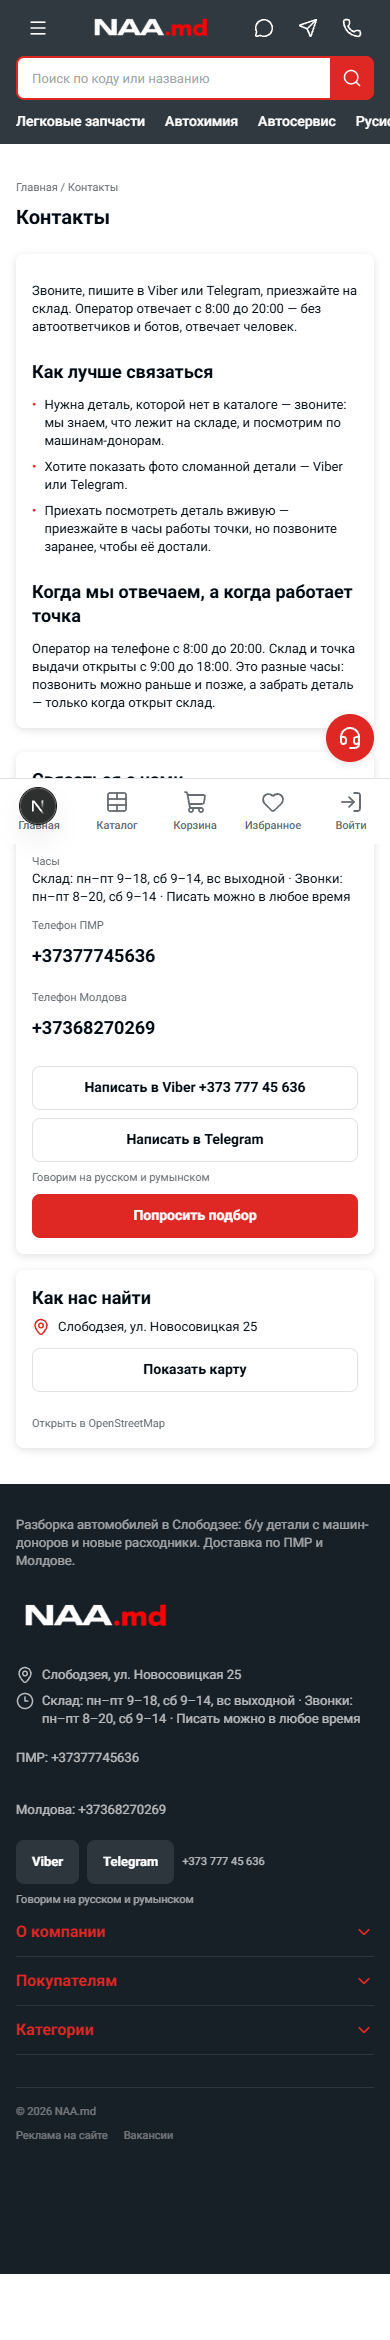 NAA.md
Поиск по коду или названию
Легковые запчасти Автохимия Автосервис Русиф
Главная / Контакты
Контакты
Звоните, пишите в Viber или Telegram, приезжайте на
склад. Оператор отвечает с 8:00 до 20:00 — без
автоответчиков и ботов, отвечает человек.
Как лучше связаться
• Нужна деталь, которой нет в каталоге — звоните:
мы знаем, что лежит на складе, и посмотрим по
машинам-донорам.
• Хотите показать фото сломанной детали — Viber
или Telegram.
• Приехать посмотреть деталь вживую —
приезжайте в часы работы точки, но позвоните
заранее, чтобы её достали.
Когда мы отвечаем, а когда работает
точка
Оператор на телефоне с 8:00 до 20:00. Склад и точка
выдачи открыты с 9:00 до 18:00. Это разные часы:
позвонить можно раньше и позже, а забрать деталь
— только когда открыт склад.
Связаться с нами
N
Главная Каталог Корзина Избранное Войти
Часы
Склад: пн–пт 9–18, сб 9–14, вс выходной · Звонки:
пн–пт 8–20, сб 9–14 · Писать можно в любое время
Телефон ПМР
+37377745636
Телефон Молдова
+37368270269
Написать в Viber +373 777 45 636
Написать в Telegram
Говорим на русском и румынском
Попросить подбор
Как нас найти
Слободзея, ул. Новосовицкая 25
Показать карту
Открыть в OpenStreetMap
Разборка автомобилей в Слободзее: б/у детали с машин-
доноров и новые расходники. Доставка по ПМР и
Молдове.
NAA.md
Слободзея, ул. Новосовицкая 25
Склад: пн–пт 9–18, сб 9–14, вс выходной · Звонки:
пн–пт 8–20, сб 9–14 · Писать можно в любое время
ПМР: +37377745636
Молдова: +37368270269
Viber Telegram +373 777 45 636
Говорим на русском и румынском
О компании
Покупателям
Категории
© 2026 NAA.md
Реклама на сайте Вакансии